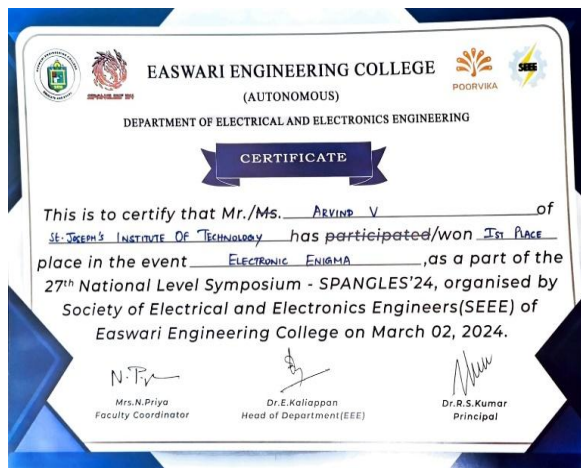 EASWARI ENGINEERING COLLEGE
(AUTONOMOUS)
DEPARTMENT OF ELECTRICAL AND ELECTRONICS ENGINEERING
POORVIKA
SEEE
CERTIFICATE
This is to certify that Mr./Ms. ARVIND V of
St. JOSEPH'S INSTITUTE OF TECHNOLOGY has participated/won IST PLACE
place in the event ELECTRONIC ENIGMA ,as a part of the
27th National Level Symposium - SPANGLES'24, organised by
Society of Electrical and Electronics Engineers(SEEE) of
Easwari Engineering College on March 02, 2024.
Mrs.N.Priya
Faculty Coordinator
Dr.E.Kaliappan
Head of Department(EEE)
Dr.R.S.Kumar
Principal